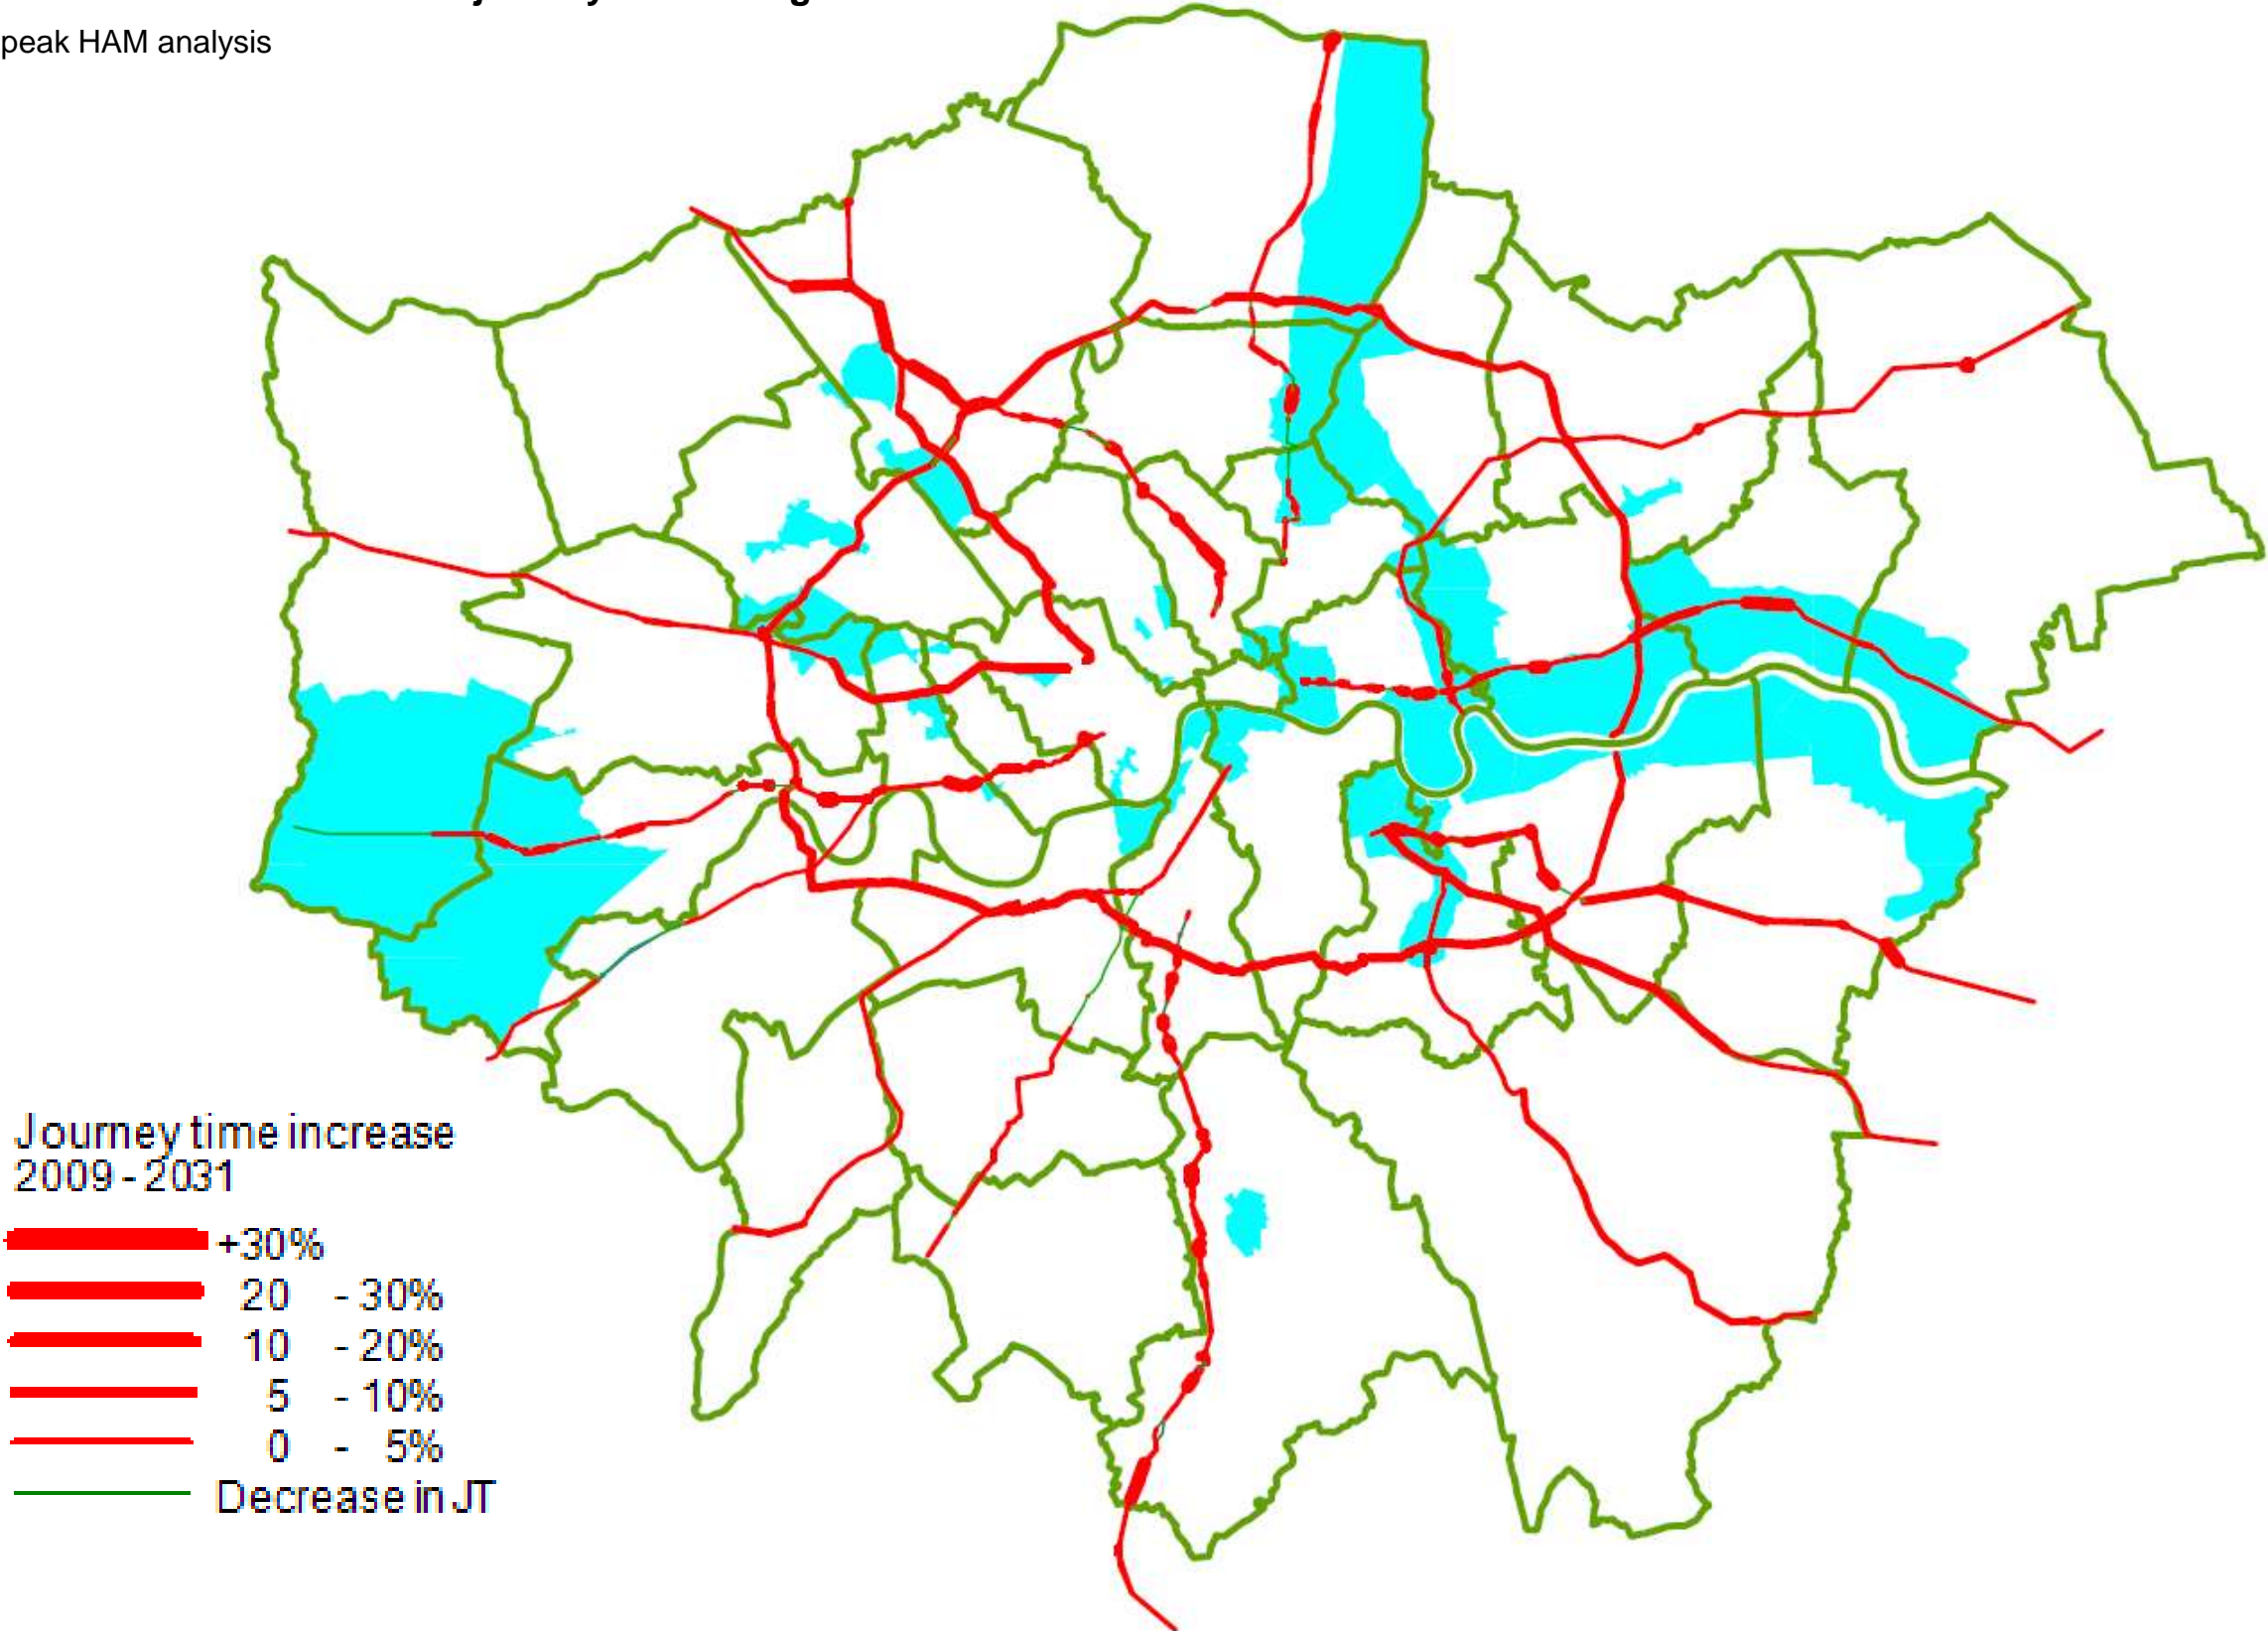 peak HAM analysis
Journey time increase
2009 - 2031
+30%
20 - 30%
10 - 20%
5 - 10%
0 - 5%
Decrease in JT